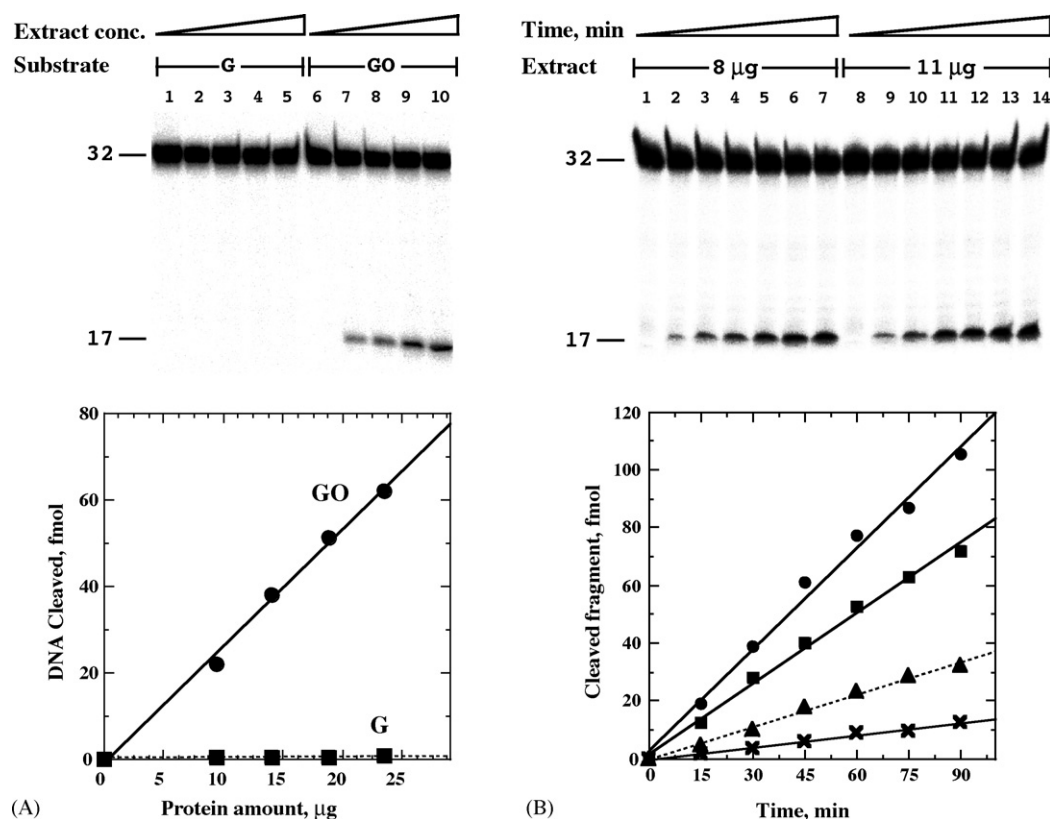 Extract conc.
Substrate G GO
1 2 3 4 5 6 7 8 9 10
32
17
80
60
40
20
0
DNA Cleaved, fmol
GO
G
0 5 10 15 20 25
(A) Protein amount, µg
Time, min
Extract 8 µg 11 µg
1 2 3 4 5 6 7 8 9 10 11 12 13 14
32
17
120
100
80
60
40
20
0
Cleaved fragment, fmol
0 15 30 45 60 75 90
(B) Time, min